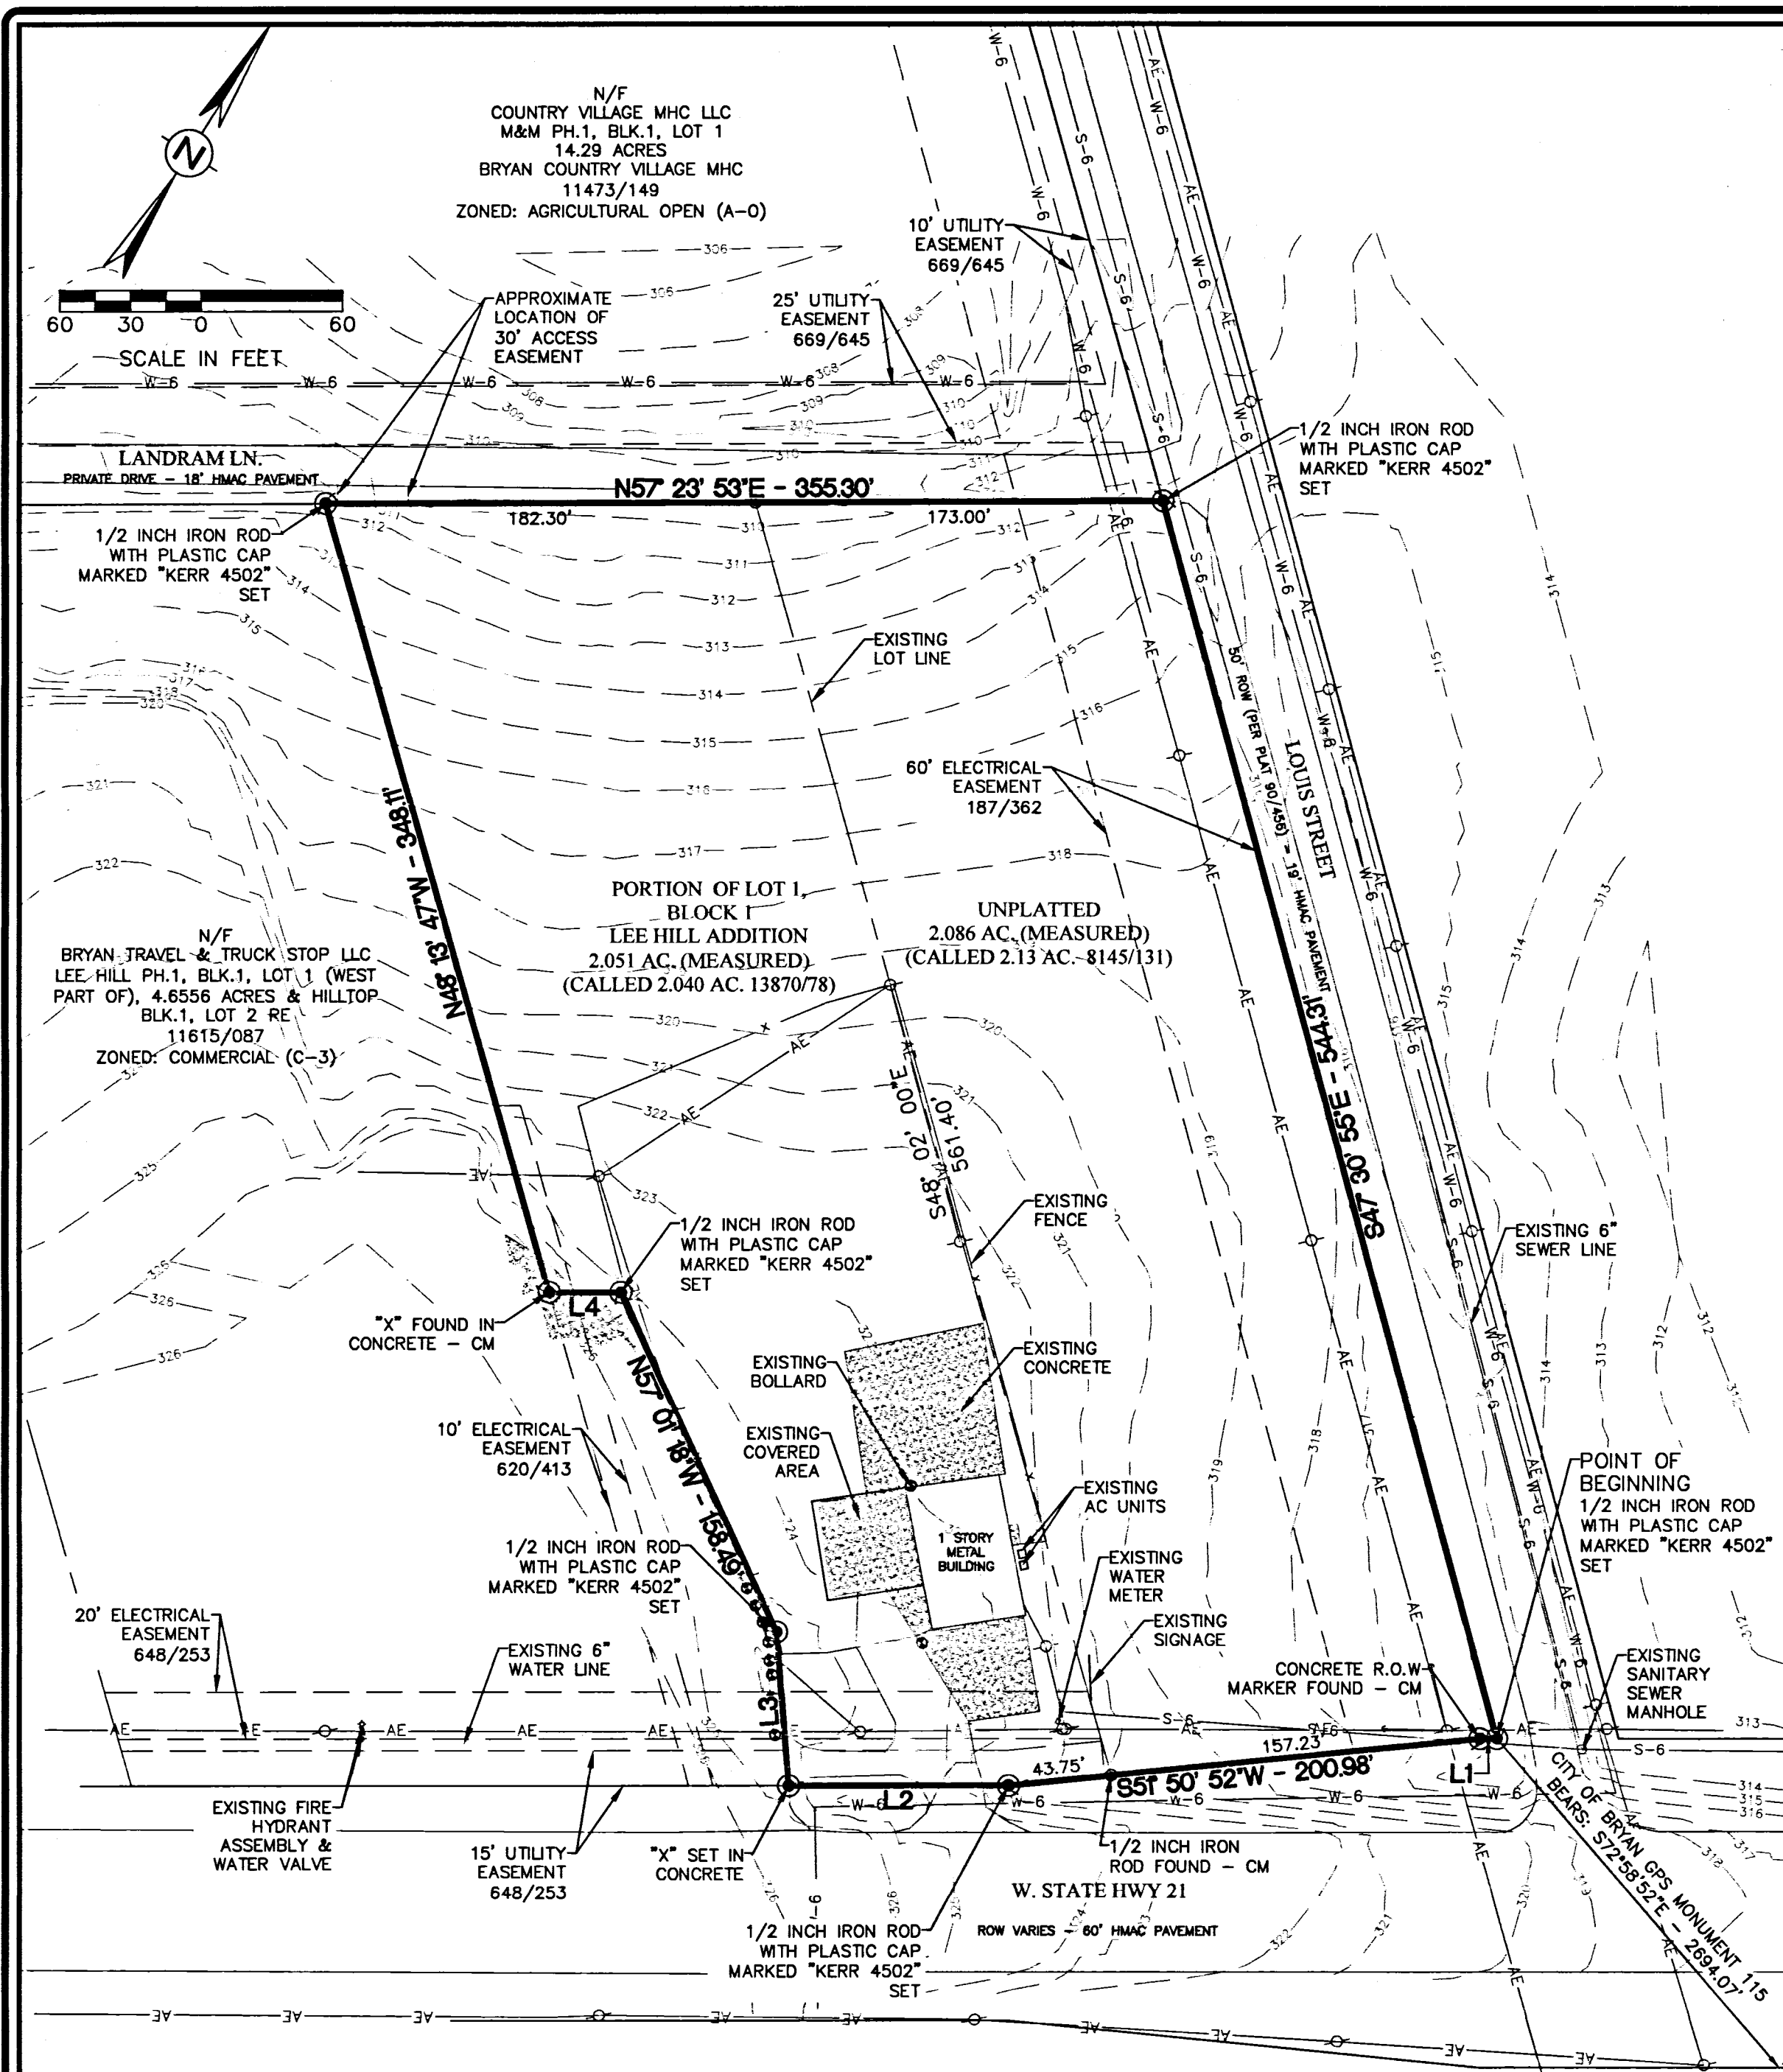 N/F
COUNTRY VILLAGE MHC LLC
M&M PH.1, BLK.1, LOT 1
14.29 ACRES
BRYAN COUNTRY VILLAGE MHC
11473/149
ZONED: AGRICULTURAL OPEN (A-O)
N
60 30 0 60
SCALE IN FEET
APPROXIMATE
LOCATION OF
30' ACCESS
EASEMENT
10' UTILITY
EASEMENT
669/645
25' UTILITY
EASEMENT
669/645
LANDRAM LN.
PRIVATE DRIVE - 18' HMAC PAVEMENT
1/2 INCH IRON ROD
WITH PLASTIC CAP
MARKED "KERR 4502"
SET
N57° 23' 53"E - 355.30'
182.30'
173.00'
1/2 INCH IRON ROD
WITH PLASTIC CAP
MARKED "KERR 4502"
SET
EXISTING
LOT LINE
60' ELECTRICAL
EASEMENT
187/362
50' ROW (PER PLAT 90/456) - 19' HMAC PAVEMENT
LOUIS STREET
N48° 13' 47"W - 348.11'
S47° 30' 55"E - 544.31'
PORTION OF LOT 1,
BLOCK 1
LEE HILL ADDITION
2.051 AC. (MEASURED)
(CALLED 2.040 AC. 13870/78)
UNPLATTED
2.086 AC. (MEASURED)
(CALLED 2.13 AC. 8145/131)
N/F
BRYAN TRAVEL & TRUCK STOP LLC
LEE HILL PH.1, BLK.1, LOT 1 (WEST
PART OF), 4.6556 ACRES & HILLTOP
BLK.1, LOT 2 RE
11615/087
ZONED: COMMERCIAL (C-3)
S48° 02' 00"E
561.40'
EXISTING
FENCE
EXISTING 6"
SEWER LINE
1/2 INCH IRON ROD
WITH PLASTIC CAP
MARKED "KERR 4502"
SET
L4
"X" FOUND IN
CONCRETE - CM
N57° 01' 18"W - 158.49'
EXISTING
BOLLARD
EXISTING
CONCRETE
10' ELECTRICAL
EASEMENT
620/413
EXISTING
COVERED
AREA
EXISTING
AC UNITS
1 STORY
METAL
BUILDING
POINT OF
BEGINNING
1/2 INCH IRON ROD
WITH PLASTIC CAP
MARKED "KERR 4502"
SET
1/2 INCH IRON ROD
WITH PLASTIC CAP
MARKED "KERR 4502"
SET
EXISTING
WATER
METER
20' ELECTRICAL
EASEMENT
648/253
EXISTING 6"
WATER LINE
EXISTING
SIGNAGE
CONCRETE R.O.W
MARKER FOUND - CM
EXISTING
SANITARY
SEWER
MANHOLE
L3
157.23'
43.75'
S51° 50' 52"W - 200.98'
L1
L2
EXISTING FIRE
HYDRANT
ASSEMBLY &
WATER VALVE
15' UTILITY
EASEMENT
648/253
"X" SET IN
CONCRETE
1/2 INCH IRON
ROD FOUND - CM
W. STATE HWY 21
ROW VARIES - 60' HMAC PAVEMENT
1/2 INCH IRON ROD
WITH PLASTIC CAP
MARKED "KERR 4502"
SET
CITY OF BRYAN GPS MONUMENT 115
BEARS: S72°58'52"E - 2694.07'